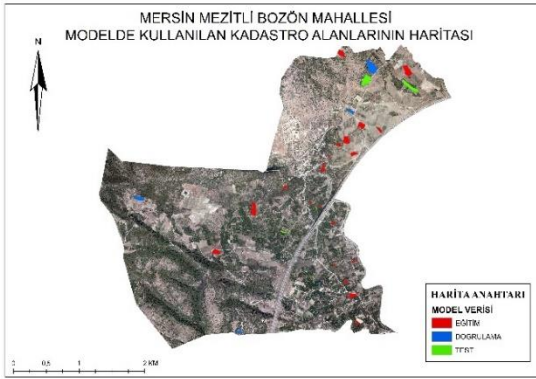 MERSİN MEZİTLİ BOZÖN MAHALLESİ
MODELDE KULLANILAN KADASTRO ALANLARININ HARİTASI
N
HARİTA ANAHTARI
MODEL VERİSİ
EĞİTİM
DOĞRULAMA
TEST
0 0,5 1 2 KM